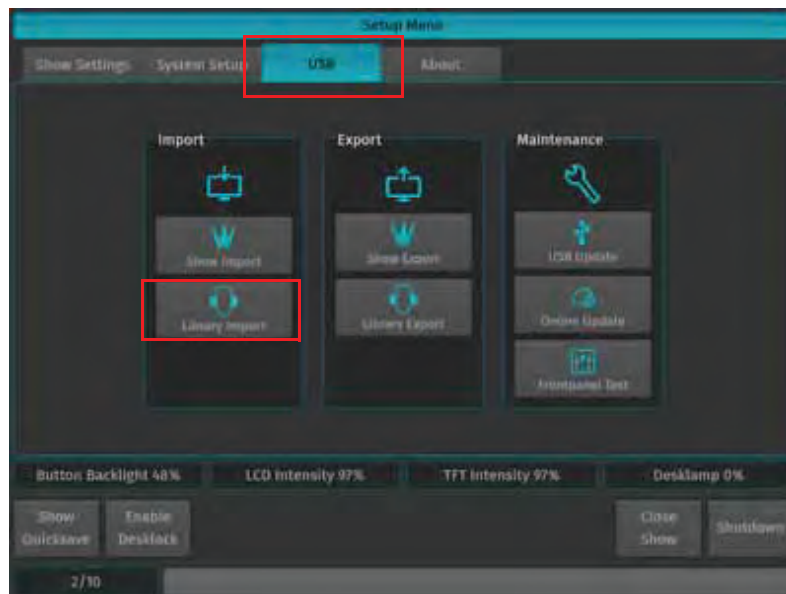 Setup Menu
Show Settings
System Setup
USB
About
Import
Export
Maintenance
Show Import
Show Export
USB Update
Library Import
Library Export
Online Update
Frontpanel Test
Button Backlight 48%
LCD Intensity 97%
TFT Intensity 97%
Desklamp 0%
Show
Quicksave
Enable
Desklock
Close
Show
Shutdown
2/10